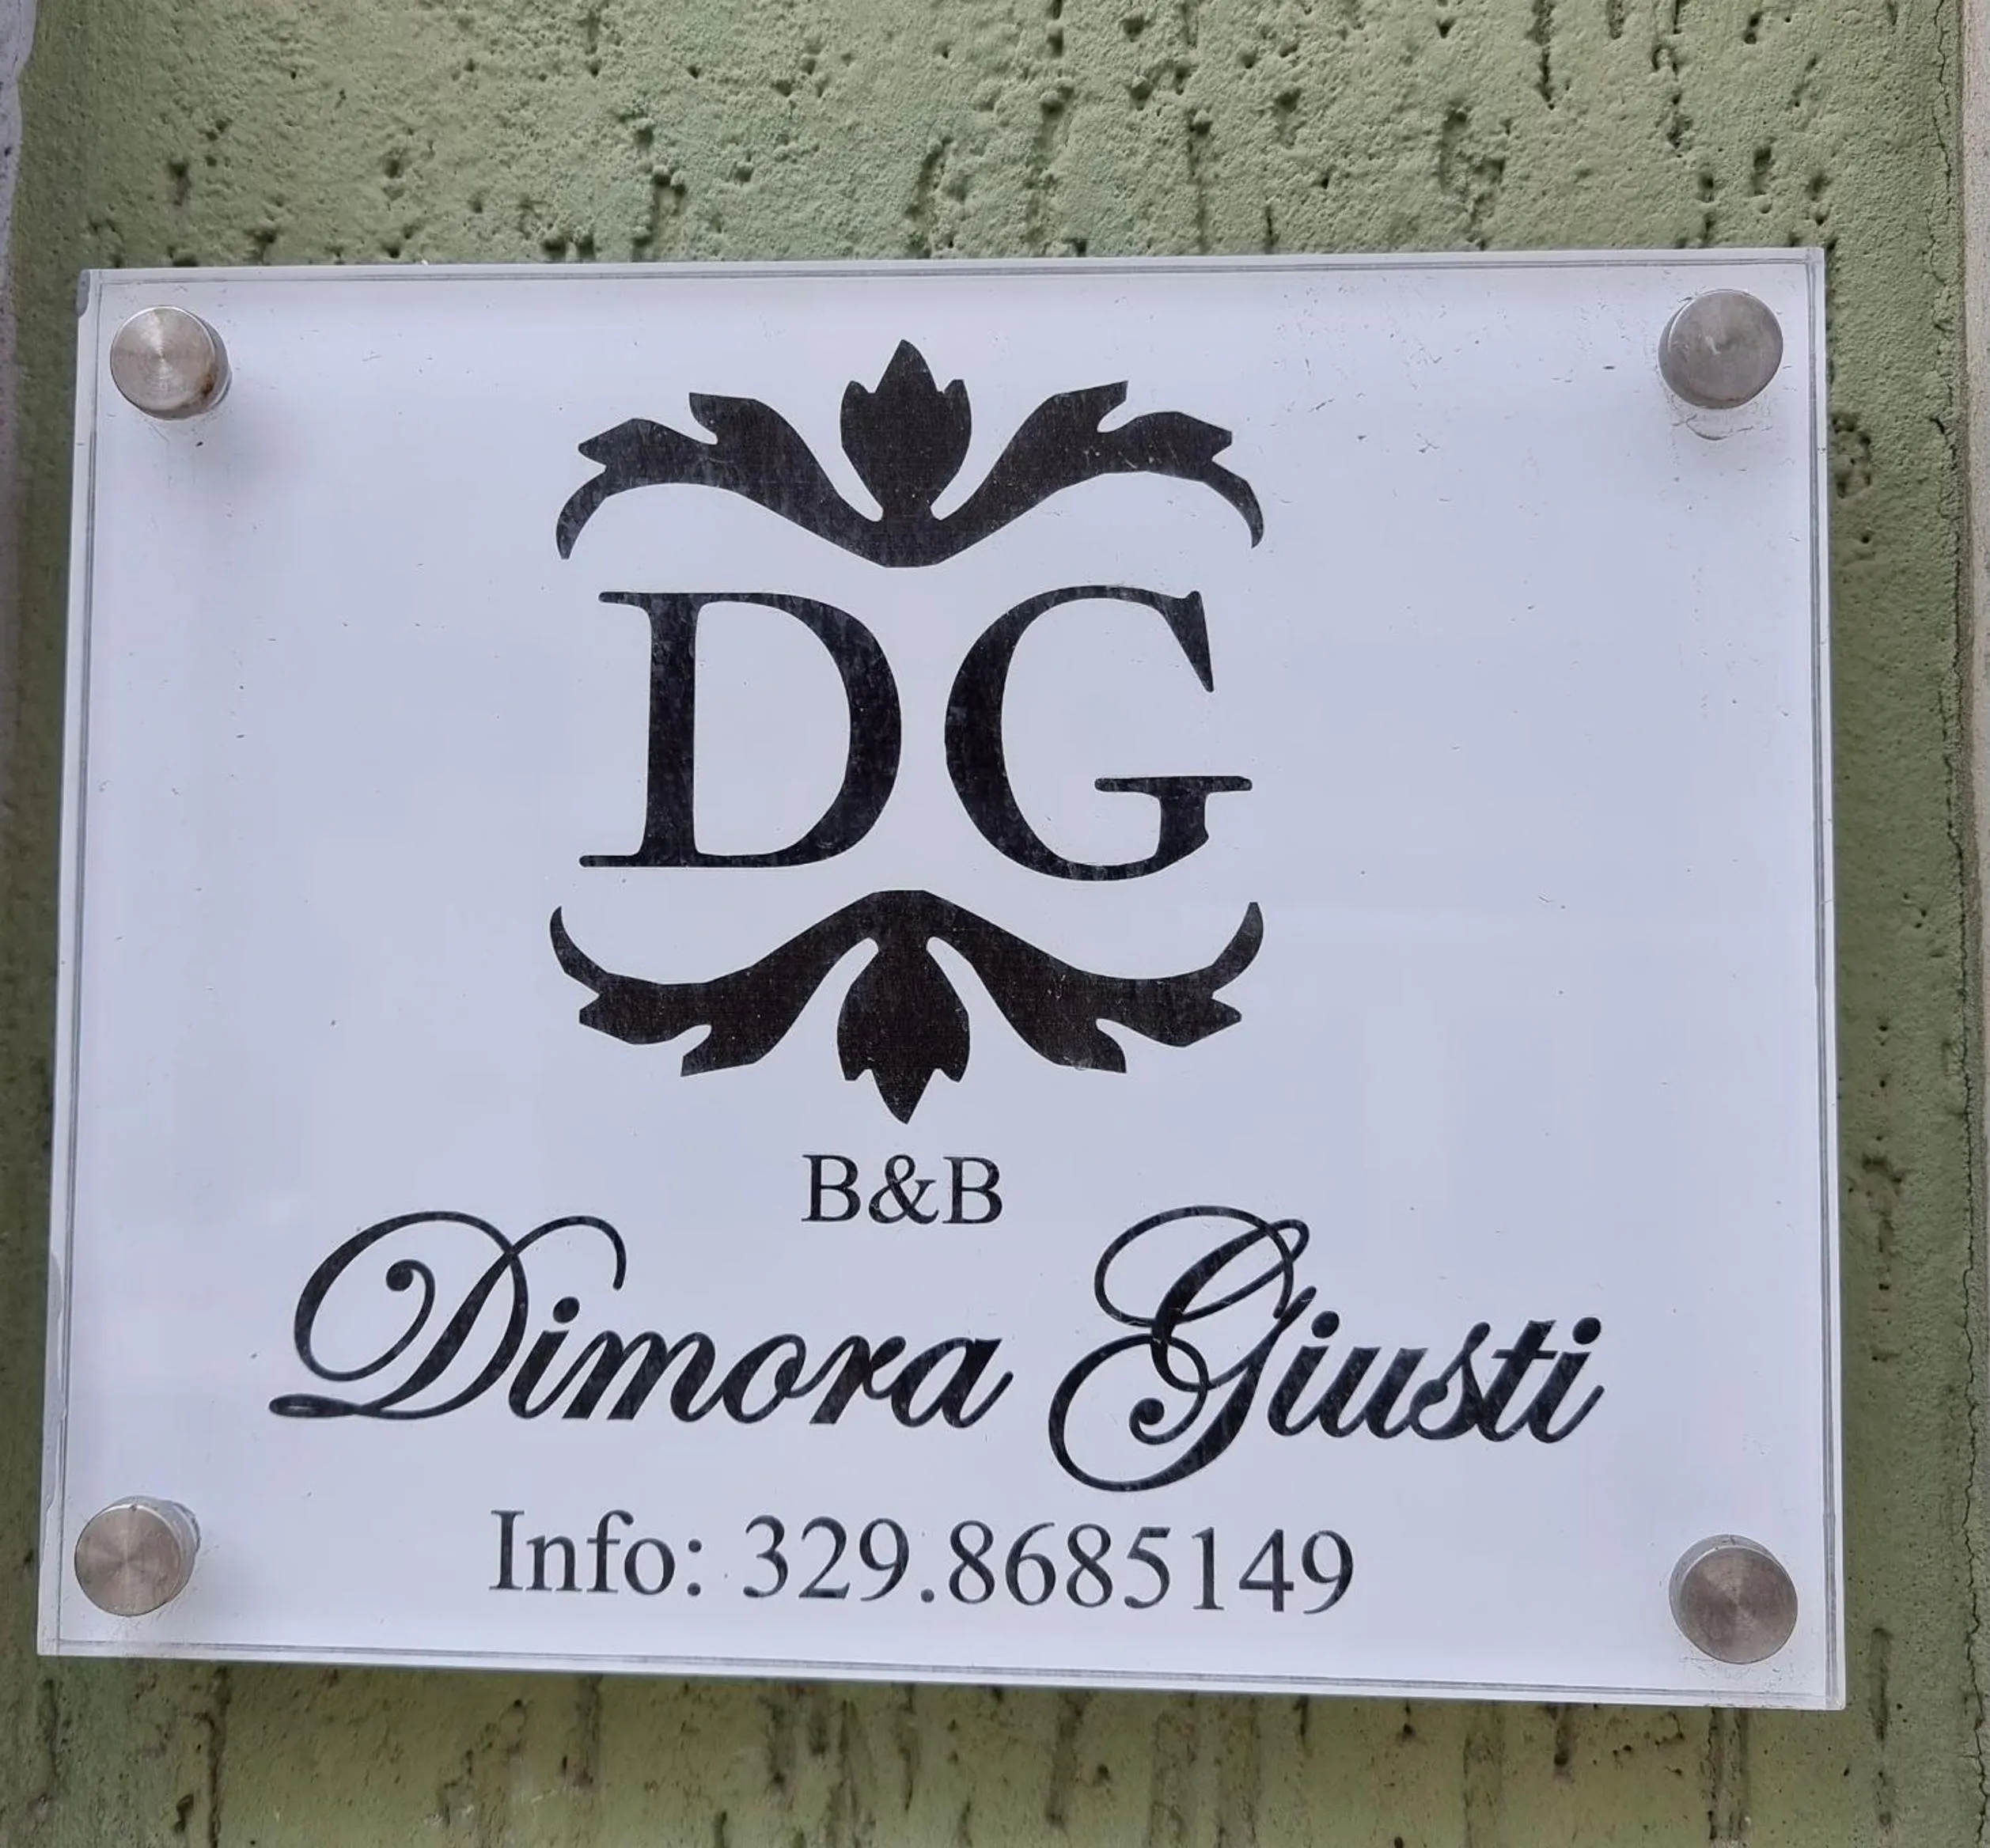 DG
B&B
Dimora Giusti
Info: 329.8685149